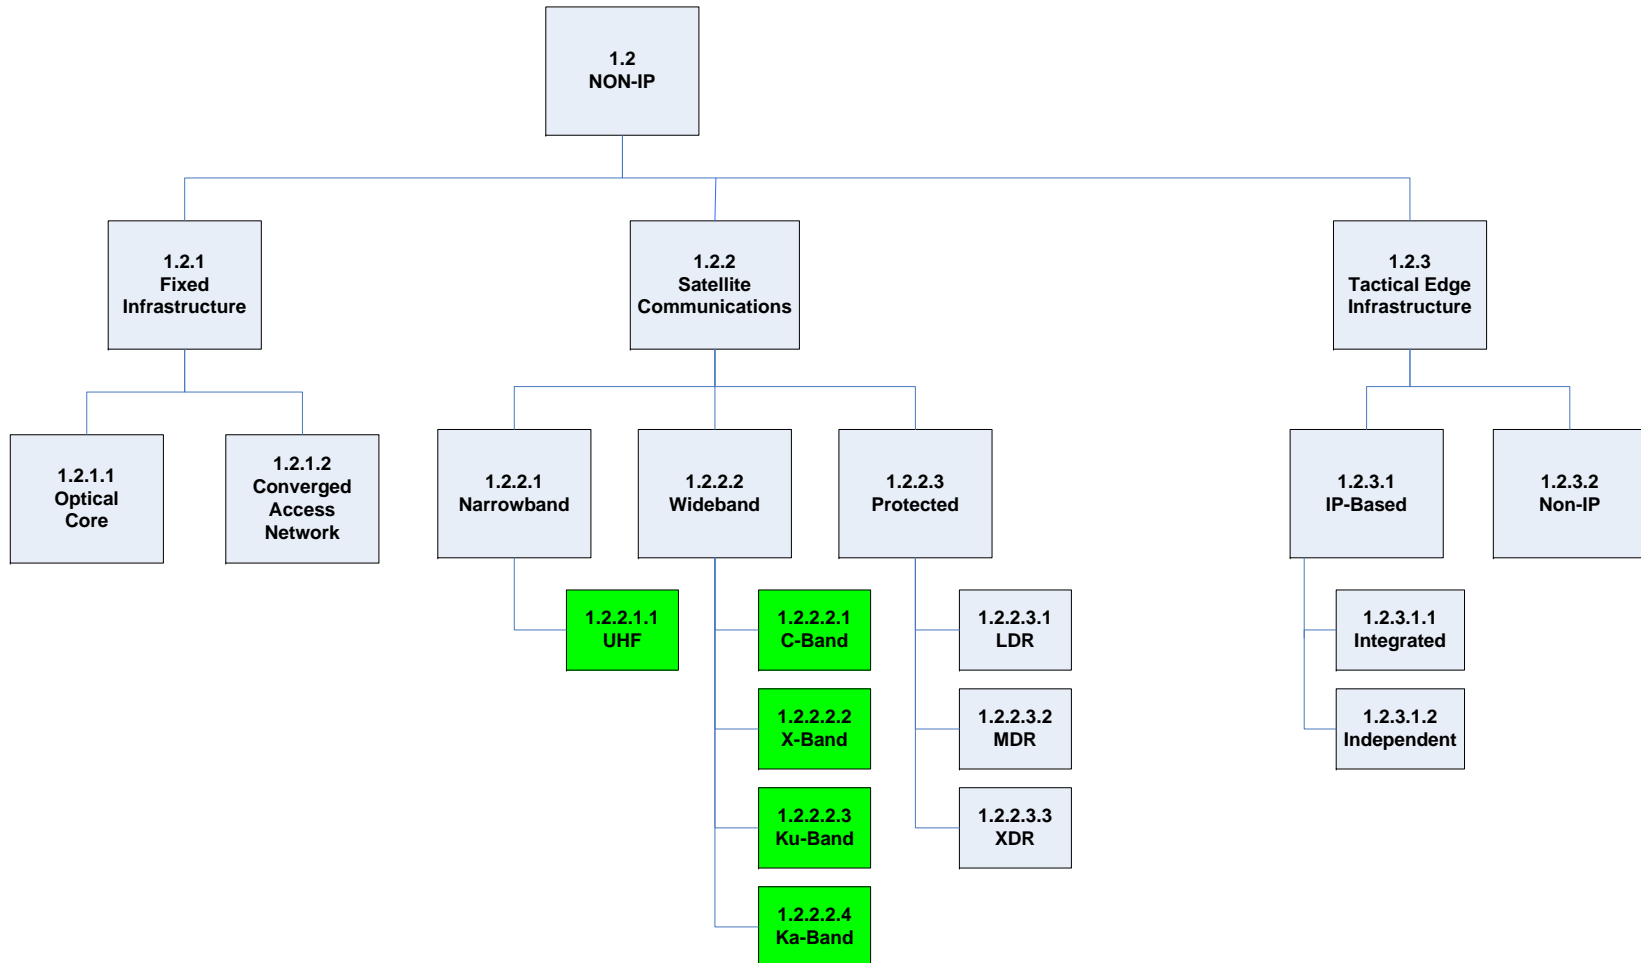 1.2
NON-IP
1.2.1
Fixed
Infrastructure
1.2.2
Satellite
Communications
1.2.3
Tactical Edge
Infrastructure
1.2.1.1
Optical
Core
1.2.1.2
Converged
Access
Network
1.2.2.1
Narrowband
1.2.2.2
Wideband
1.2.2.3
Protected
1.2.3.1
IP-Based
1.2.3.2
Non-IP
1.2.2.1.1
UHF
1.2.2.2.1
C-Band
1.2.2.3.1
LDR
1.2.3.1.1
Integrated
1.2.2.2.2
X-Band
1.2.2.3.2
MDR
1.2.3.1.2
Independent
1.2.2.2.3
Ku-Band
1.2.2.3.3
XDR
1.2.2.2.4
Ka-Band